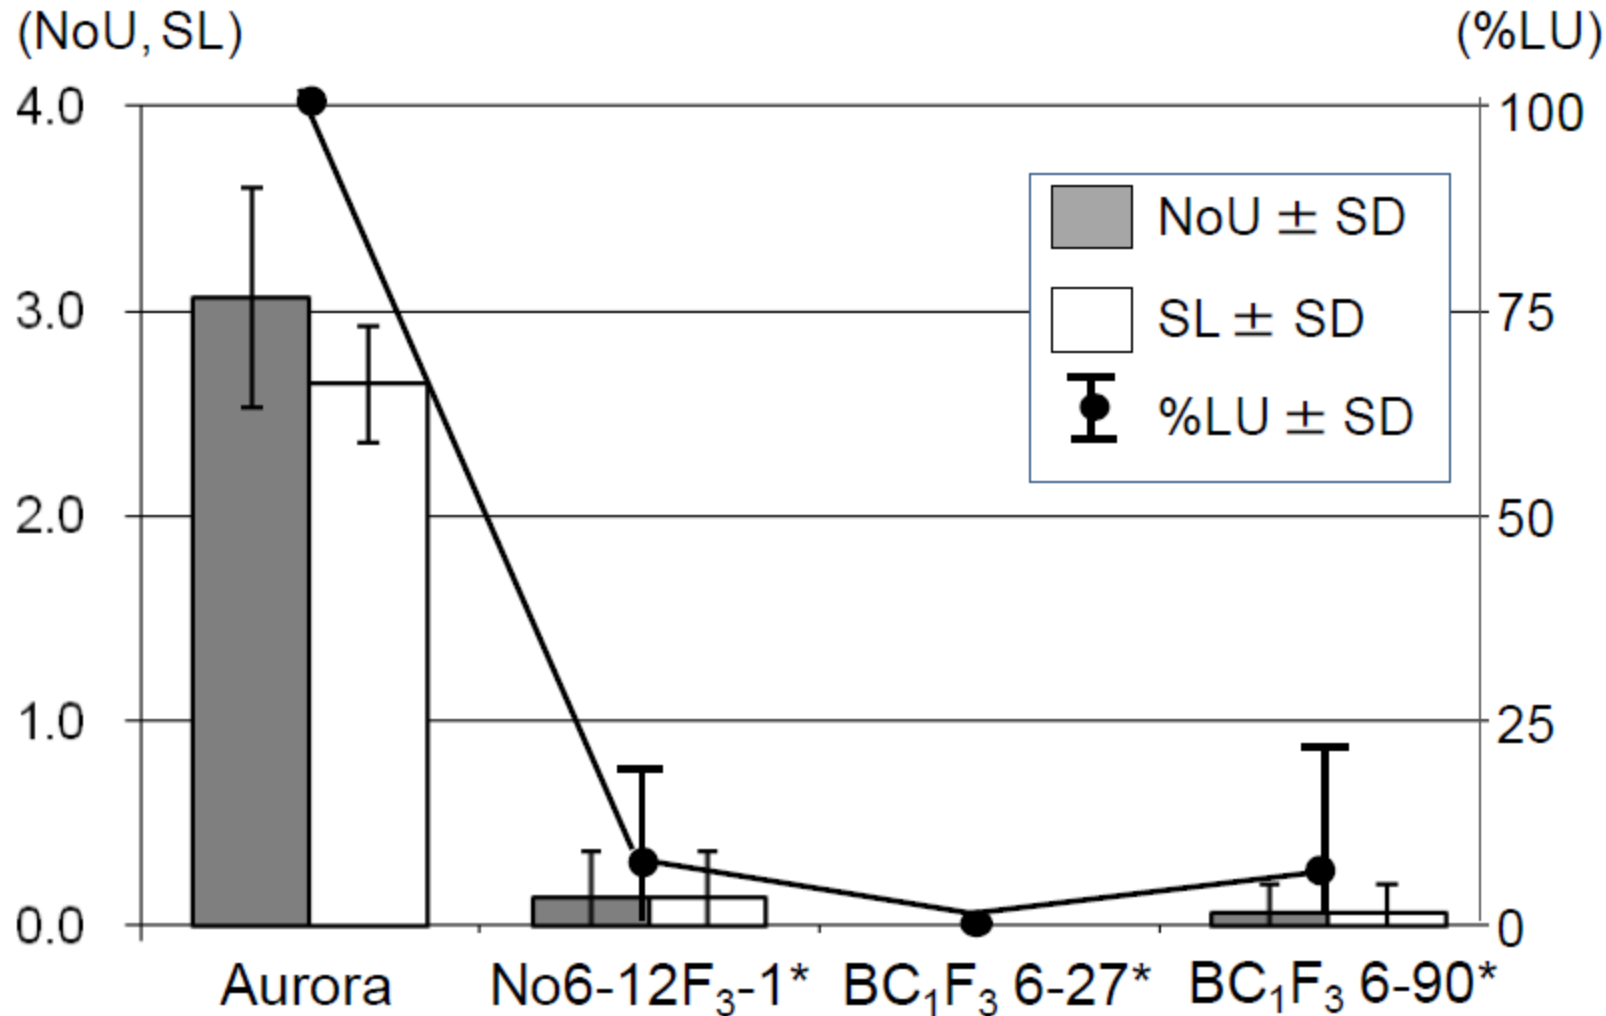 (NoU, SL) (%LU)
4.0 100
NoU ± SD
3.0 SL ± SD 75
%LU ± SD
2.0 50
1.0 25
0.0 0
Aurora No6-12F₃-1* BC₁F₃ 6-27* BC₁F₃ 6-90*